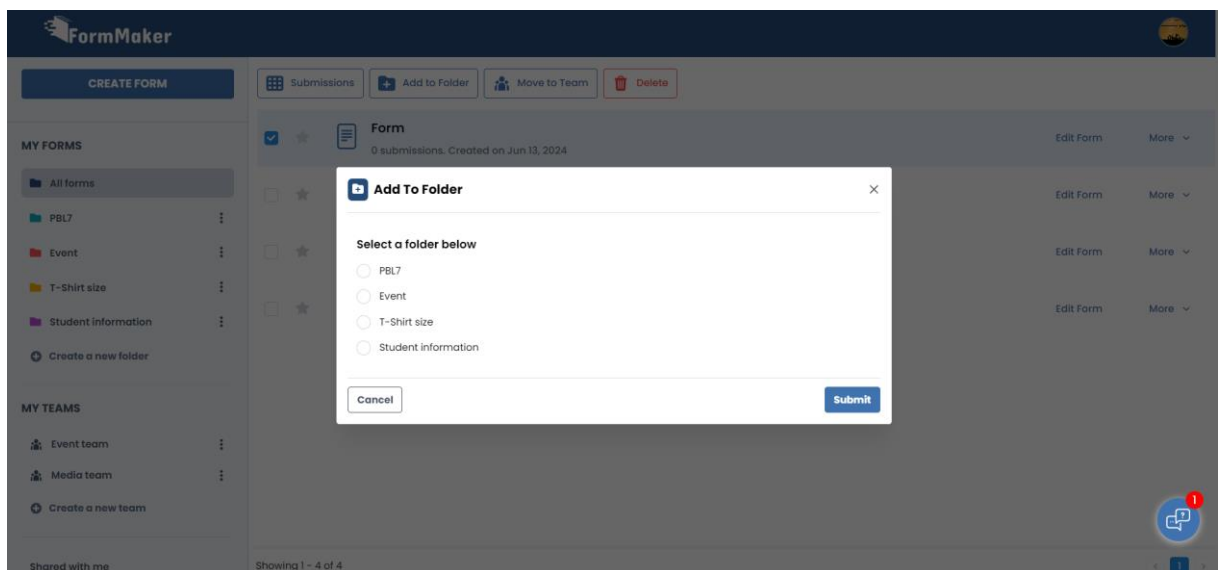 FormMaker
CREATE FORM
Submissions
Add to Folder
Move to Team
Delete
MY FORMS
Form
0 submissions. Created on Jun 13, 2024
Edit Form
More
All forms
Add To Folder
Edit Form
More
PBL7
Select a folder below
Event
PBL7
Edit Form
More
T-Shirt size
Event
T-Shirt size
Student information
Edit Form
More
Student information
Create a new folder
Cancel
Submit
MY TEAMS
Event team
Media team
Create a new team
1
Shared with me
Showing 1 - 4 of 4
1